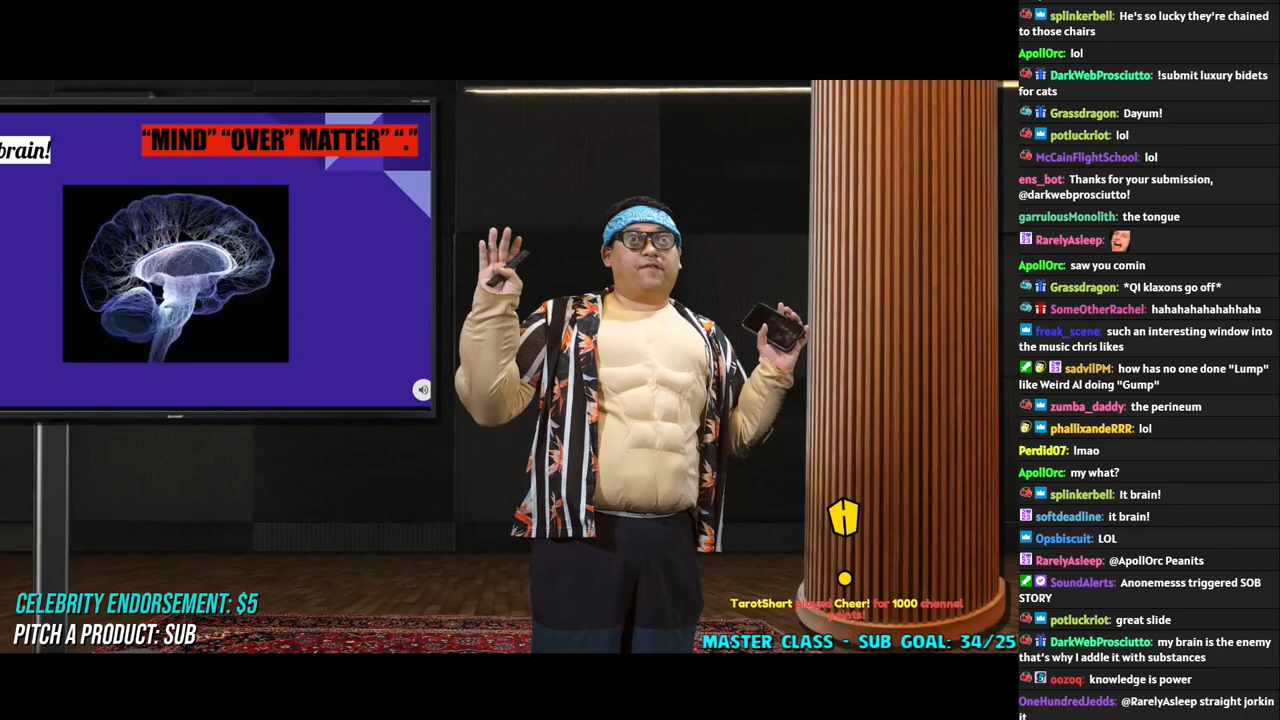 brain!
“MIND” “OVER” MATTER” “.”
CELEBRITY ENDORSEMENT: $5
PITCH A PRODUCT: SUB
TarotShart played Cheer! for 1000 channel
points!
MASTER CLASS - SUB GOAL: 34/25
splinkerbell: He's so lucky they're chained
to those chairs
ApollOrc: lol
DarkWebProsciutto: !submit luxury bidets
for cats
Grassdragon: Dayum!
potluckriot: lol
McCainFlightSchool: lol
ens_bot: Thanks for your submission,
@darkwebprosciutto!
garrulousMonolith: the tongue
RarelyAsleep:
ApollOrc: saw you comin
Grassdragon: *QI klaxons go off*
SomeOtherRachel: hahahahahahahhaha
freak_scene: such an interesting window into
the music chris likes
sadvilPM: how has no one done "Lump"
like Weird Al doing "Gump"
zumba_daddy: the perineum
phallixandeRRR: lol
Perdid07: lmao
ApollOrc: my what?
splinkerbell: It brain!
softdeadline: it brain!
Opsbiscuit: LOL
RarelyAsleep: @ApollOrc Peanits
SoundAlerts: Anonemesss triggered SOB
STORY
potluckriot: great slide
DarkWebProsciutto: my brain is the enemy
that's why I addle it with substances
oozoq: knowledge is power
OneHundredJedds: @RarelyAsleep straight jorkin
it